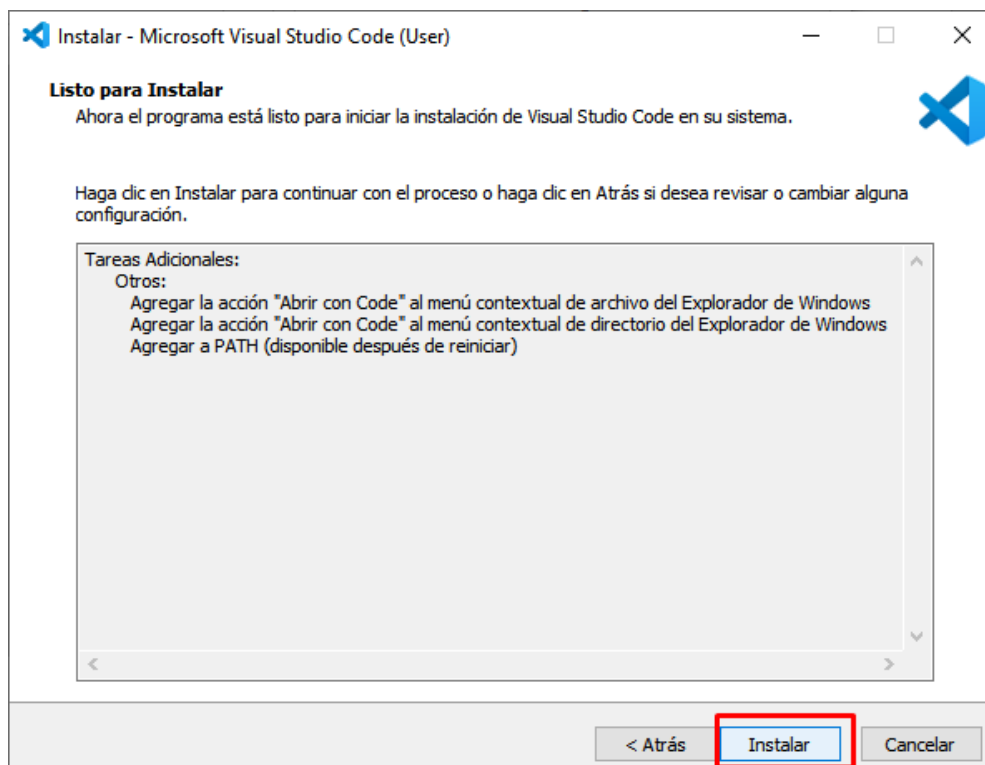 Instalar - Microsoft Visual Studio Code (User)
Listo para Instalar
Ahora el programa está listo para iniciar la instalación de Visual Studio Code en su sistema.
Haga clic en Instalar para continuar con el proceso o haga clic en Atrás si desea revisar o cambiar alguna
configuración.
Tareas Adicionales:
Otros:
Agregar la acción "Abrir con Code" al menú contextual de archivo del Explorador de Windows
Agregar la acción "Abrir con Code" al menú contextual de directorio del Explorador de Windows
Agregar a PATH (disponible después de reiniciar)
< Atrás Instalar Cancelar